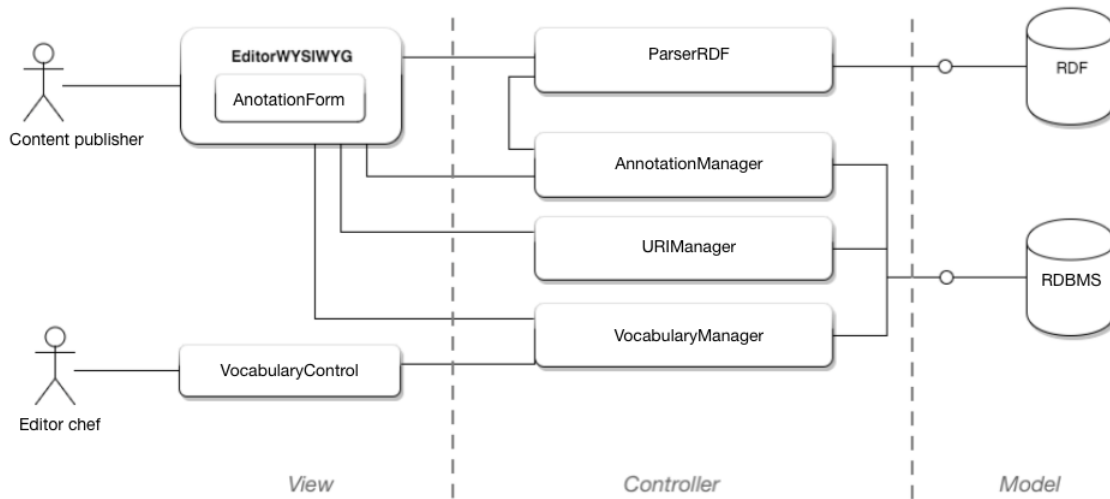 EditorWYSIWYG
AnotationForm
Content publisher
ParserRDF
RDF
AnnotationManager
URIManager
RDBMS
VocabularyManager
VocabularyControl
Editor chef
View
Controller
Model